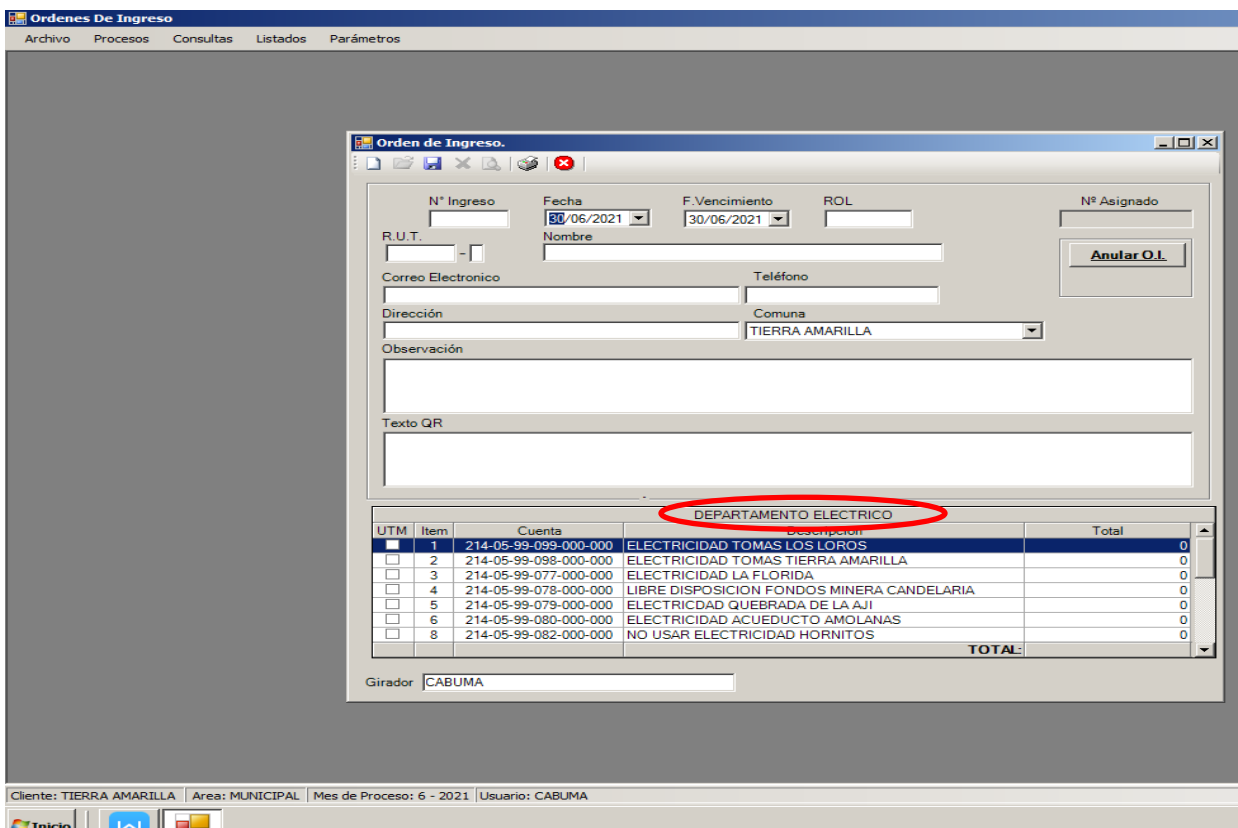 Ordenes De Ingreso
Archivo Procesos Consultas Listados Parámetros
Orden de Ingreso.
N° Ingreso Fecha F.Vencimiento ROL Nº Asignado
30/06/2021 30/06/2021
R.U.T. Nombre
-
Anular O.I.
Correo Electronico Teléfono
Dirección Comuna
TIERRA AMARILLA
Observación
Texto QR
DEPARTAMENTO ELECTRICO
UTM Item Cuenta Descripción Total
1 214-05-99-099-000-000 ELECTRICIDAD TOMAS LOS LOROS 0
2 214-05-99-098-000-000 ELECTRICIDAD TOMAS TIERRA AMARILLA 0
3 214-05-99-077-000-000 ELECTRICIDAD LA FLORIDA 0
4 214-05-99-078-000-000 LIBRE DISPOSICION FONDOS MINERA CANDELARIA 0
5 214-05-99-079-000-000 ELECTRICDAD QUEBRADA DE LA AJI 0
6 214-05-99-080-000-000 ELECTRICIDAD ACUEDUCTO AMOLANAS 0
8 214-05-99-082-000-000 NO USAR ELECTRICIDAD HORNITOS 0
TOTAL:
Girador CABUMA
Cliente: TIERRA AMARILLA Area: MUNICIPAL Mes de Proceso: 6 - 2021 Usuario: CABUMA
Inicio